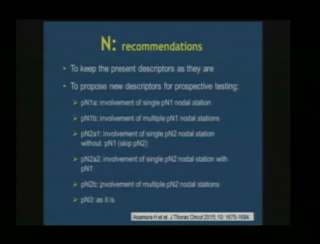 N: recommendations
• To keep the present descriptors as they are
• To propose new descriptors for prospective testing:
➢ pN1a: involvement of single pN1 nodal station
➢ pN1b: involvement of multiple pN1 nodal stations
➢ pN2a1: involvement of single pN2 nodal station
without pN1 (skip pN2)
➢ pN2a2: involvement of single pN2 nodal station with
pN1
➢ pN2b: involvement of multiple pN2 nodal stations
➢ pN3: as it is
Asamura H et al. J Thorac Oncol 2015; 10: 1675-1684.